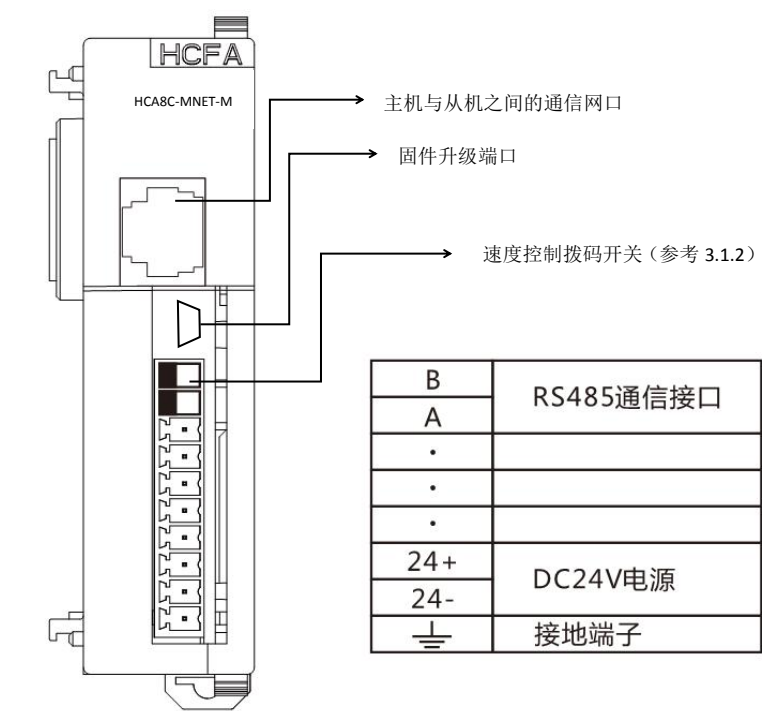 HCFA
HCA8C-MNET-M
主机与从机之间的通信网口
固件升级端口
速度控制拨码开关（参考 3.1.2）
B
RS485通信接口
A
·
·
·
24+
DC24V电源
24-
接地端子